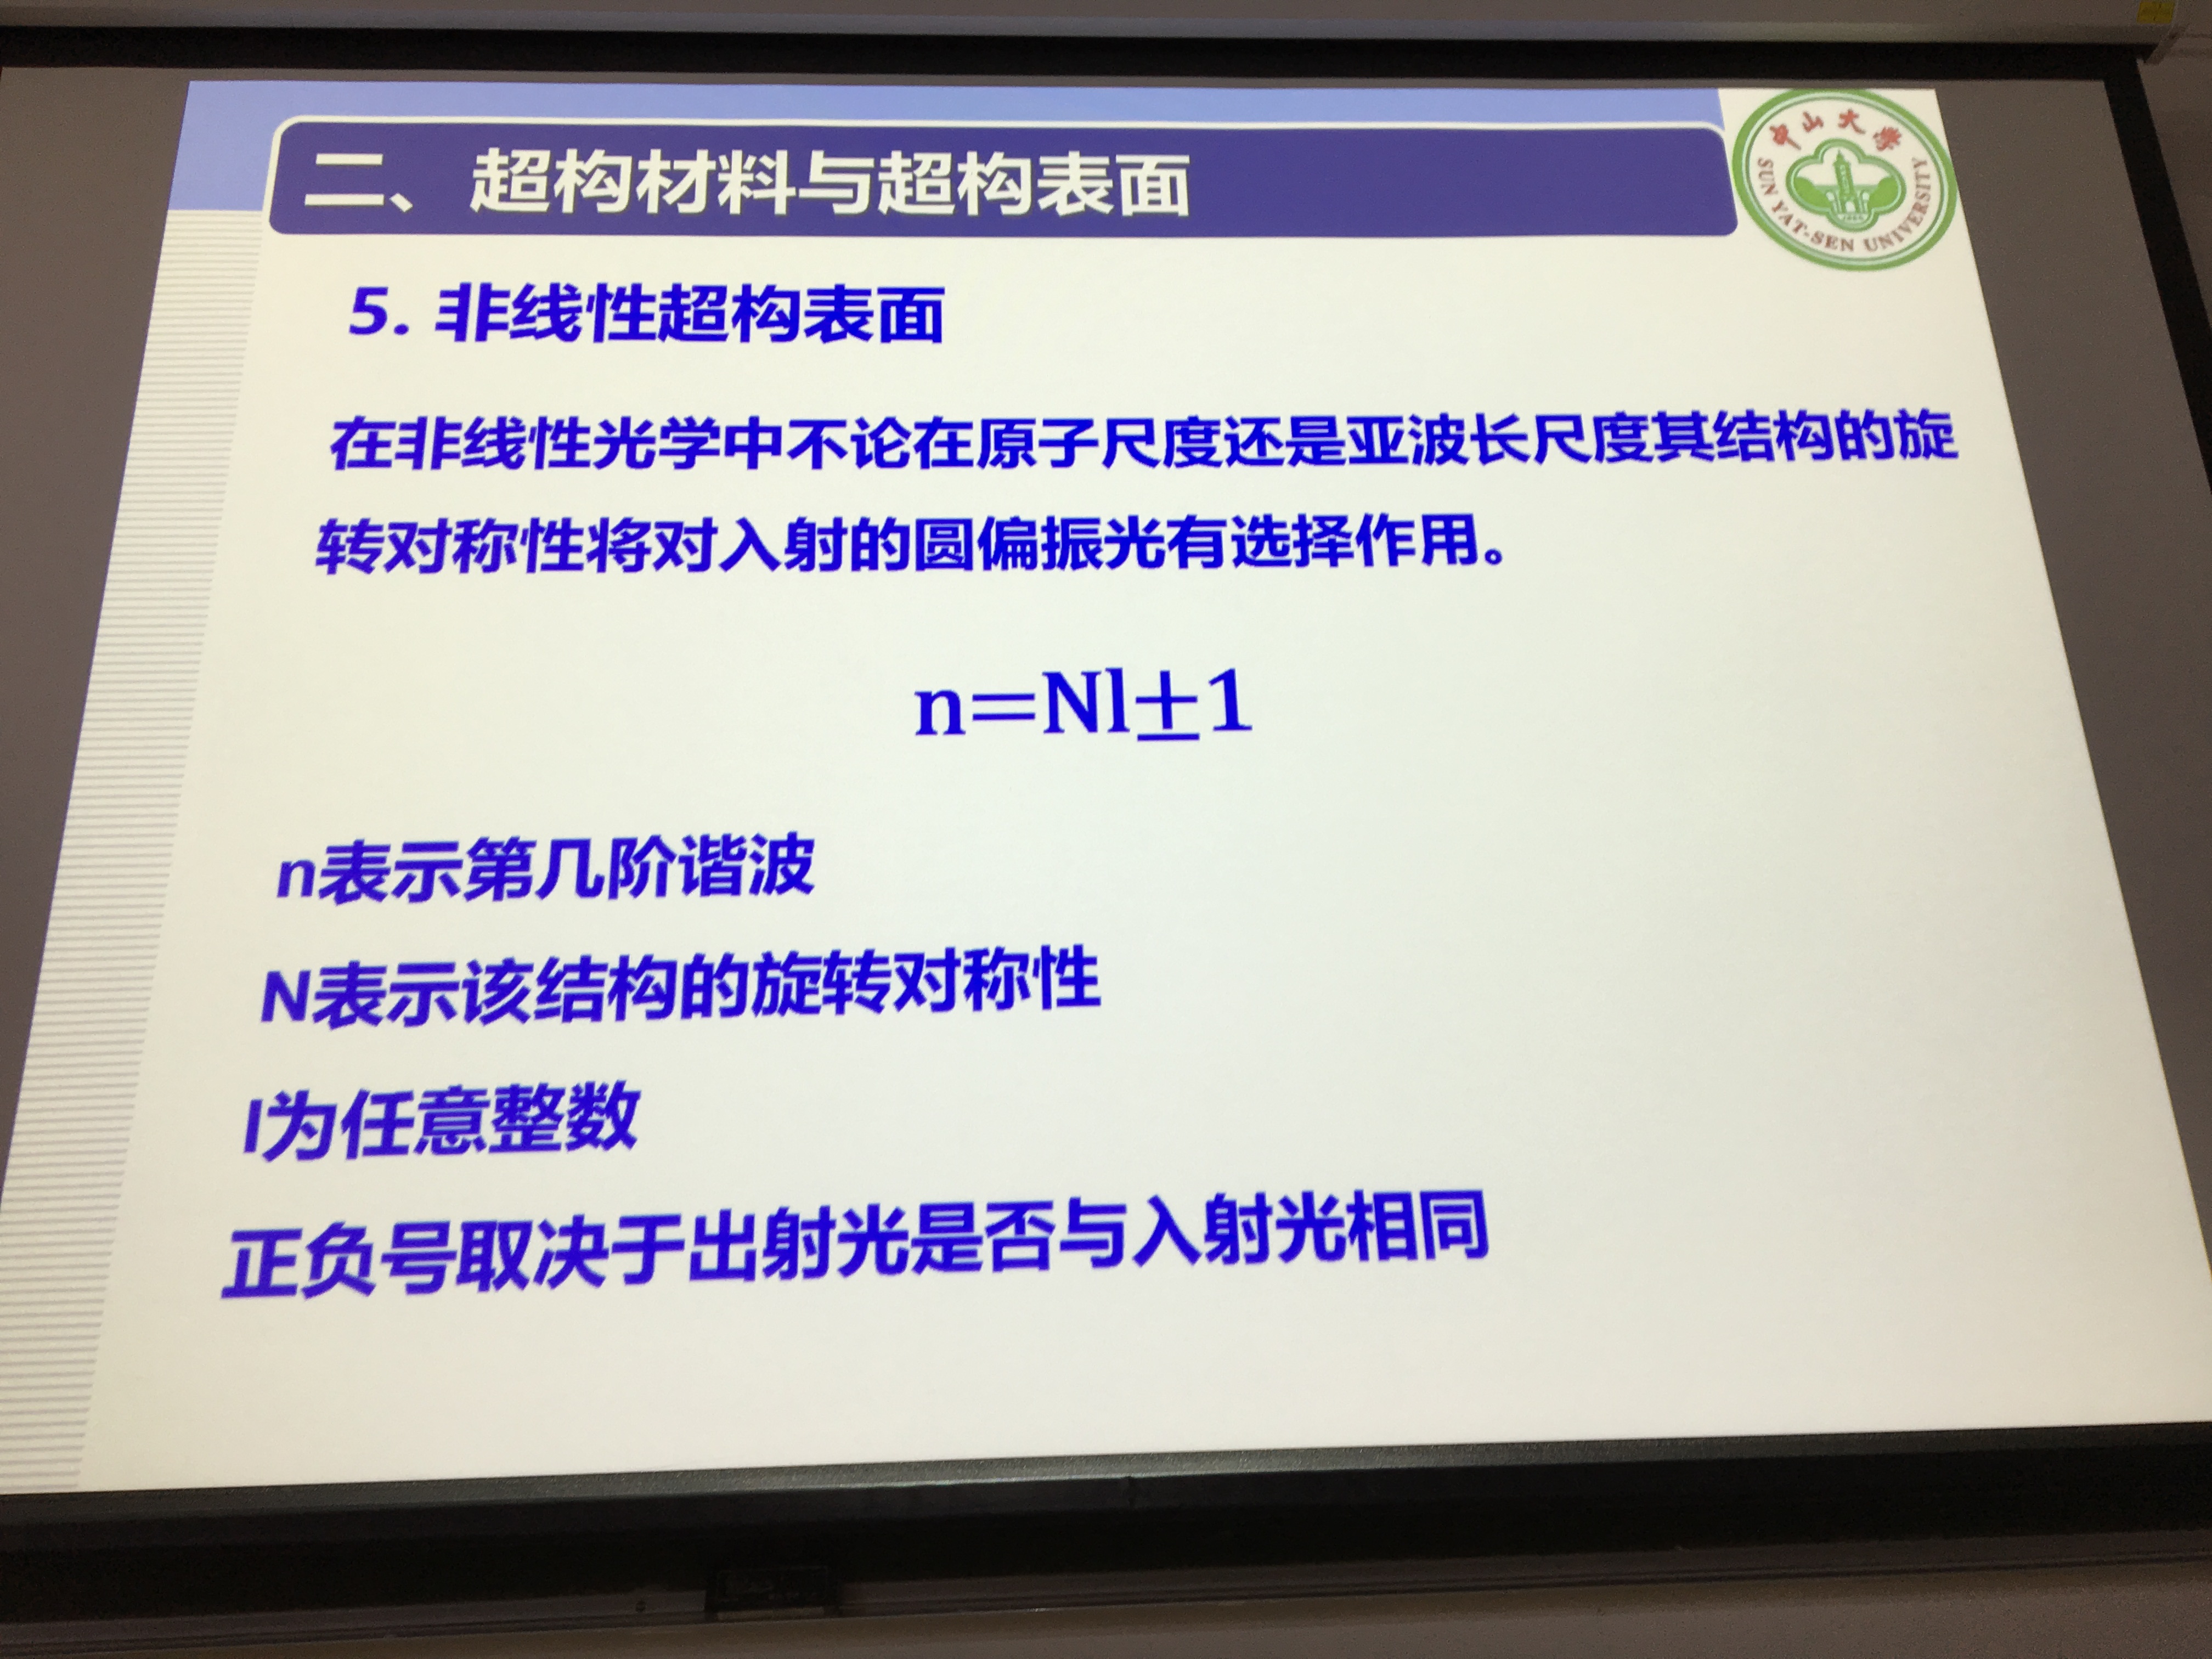 二、 超构材料与超构表面
中山大学
SUN YAT-SEN UNIVERSITY
5. 非线性超构表面
在非线性光学中不论在原子尺度还是亚波长尺度其结构的旋
转对称性将对入射的圆偏振光有选择作用。
n=Nl±1
n表示第几阶谐波
N表示该结构的旋转对称性
l为任意整数
正负号取决于出射光是否与入射光相同